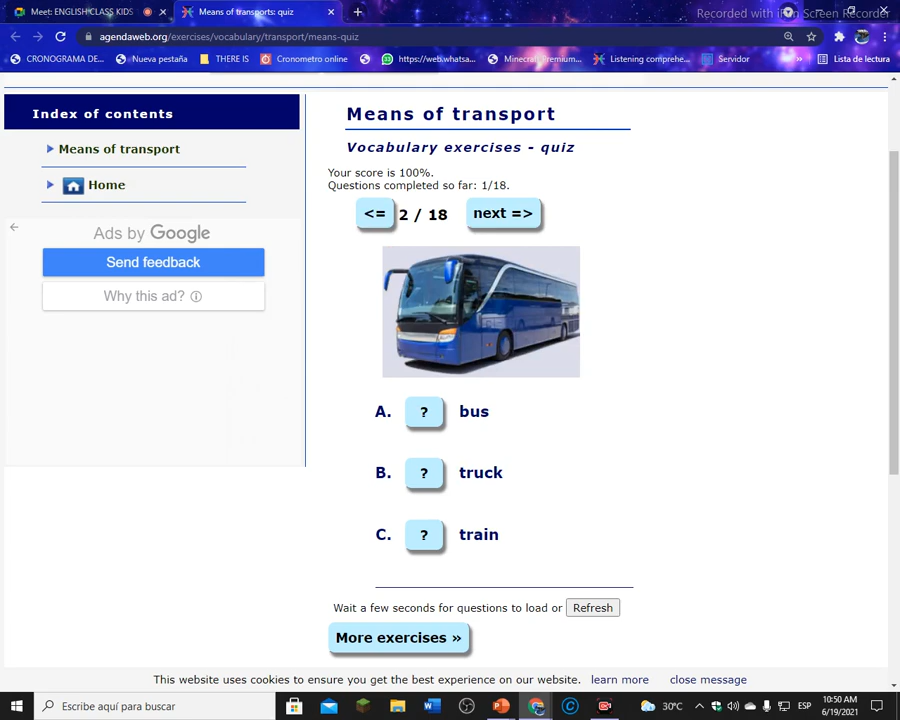 Meet: ENGLISH CLASS KIDS
Means of transports: quiz
Recorded with iFun Screen Recorder
agendaweb.org/exercises/vocabulary/transport/means-quiz
CRONOGRAMA DE...
Nueva pestaña
THERE IS
Cronometro online
https://web.whatsa...
Minecraft Premium...
Listening comprehe...
Servidor
»
Lista de lectura
Index of contents
Means of transport
Home
Ads by Google
Send feedback
Why this ad?
Means of transport
Vocabulary exercises - quiz
Your score is 100%.
Questions completed so far: 1/18.
<= 2 / 18 next =>
A. ? bus
B. ? truck
C. ? train
Wait a few seconds for questions to load or Refresh
More exercises »
This website uses cookies to ensure you get the best experience on our website. learn more close message
Escribe aquí para buscar
30°C
ESP
10:50 AM
6/19/2021